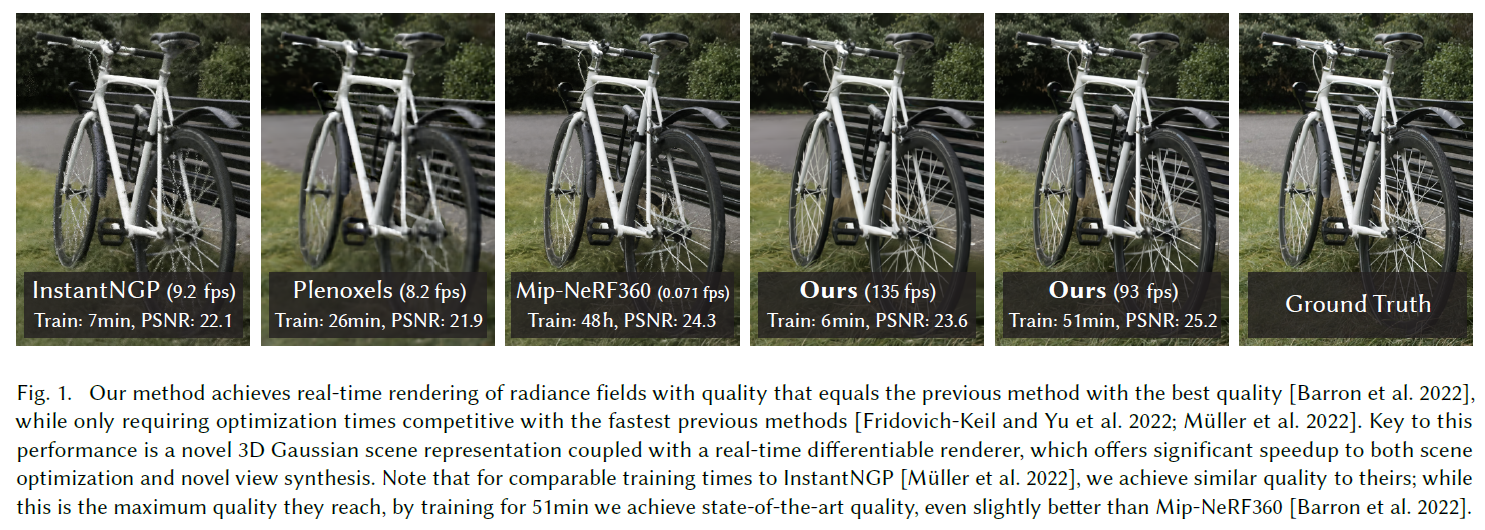 InstantNGP (9.2 fps)
Train: 7min, PSNR: 22.1
Plenoxels (8.2 fps)
Train: 26min, PSNR: 21.9
Mip-NeRF360 (0.071 fps)
Train: 48h, PSNR: 24.3
Ours (135 fps)
Train: 6min, PSNR: 23.6
Ours (93 fps)
Train: 51min, PSNR: 25.2
Ground Truth
Fig. 1. Our method achieves real-time rendering of radiance fields with quality that equals the previous method with the best quality [Barron et al. 2022],
while only requiring optimization times competitive with the fastest previous methods [Fridovich-Keil and Yu et al. 2022; Müller et al. 2022]. Key to this
performance is a novel 3D Gaussian scene representation coupled with a real-time differentiable renderer, which offers significant speedup to both scene
optimization and novel view synthesis. Note that for comparable training times to InstantNGP [Müller et al. 2022], we achieve similar quality to theirs; while
this is the maximum quality they reach, by training for 51min we achieve state-of-the-art quality, even slightly better than Mip-NeRF360 [Barron et al. 2022].